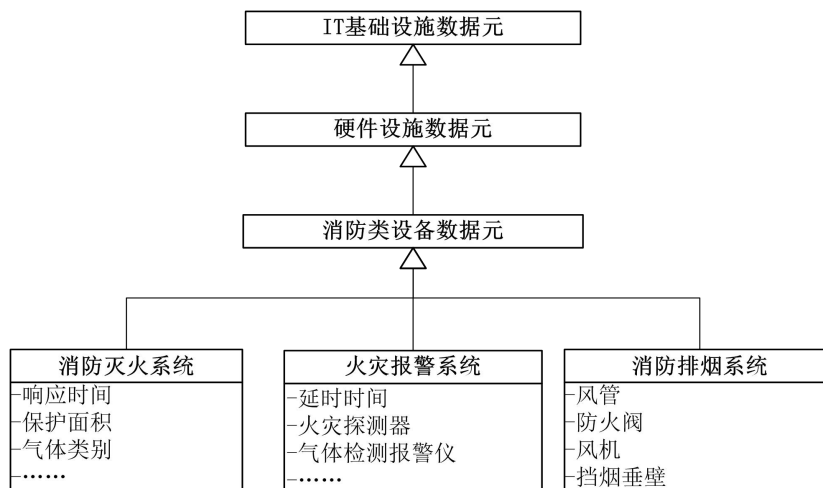 IT基础设施数据元
硬件设施数据元
消防类设备数据元
消防灭火系统
-响应时间
-保护面积
-气体类别
-……
火灾报警系统
-延时时间
-火灾探测器
-气体检测报警仪
-……
消防排烟系统
-风管
-防火阀
-风机
-挡烟垂壁